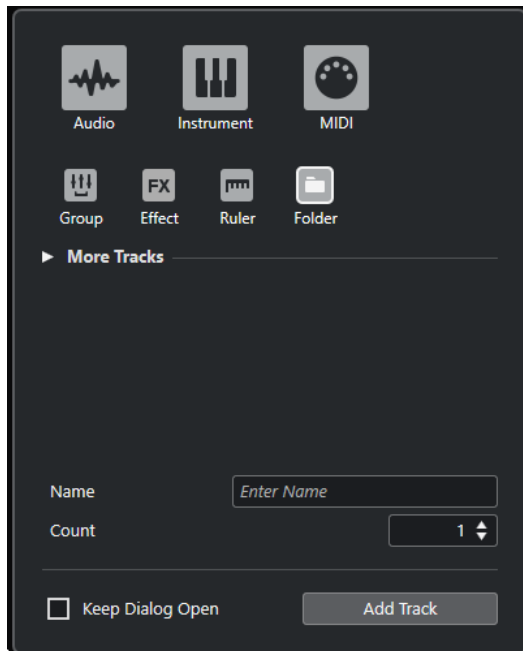 Audio Instrument MIDI
FX
Group Effect Ruler Folder
More Tracks
Name Enter Name
Count 1
Keep Dialog Open Add Track